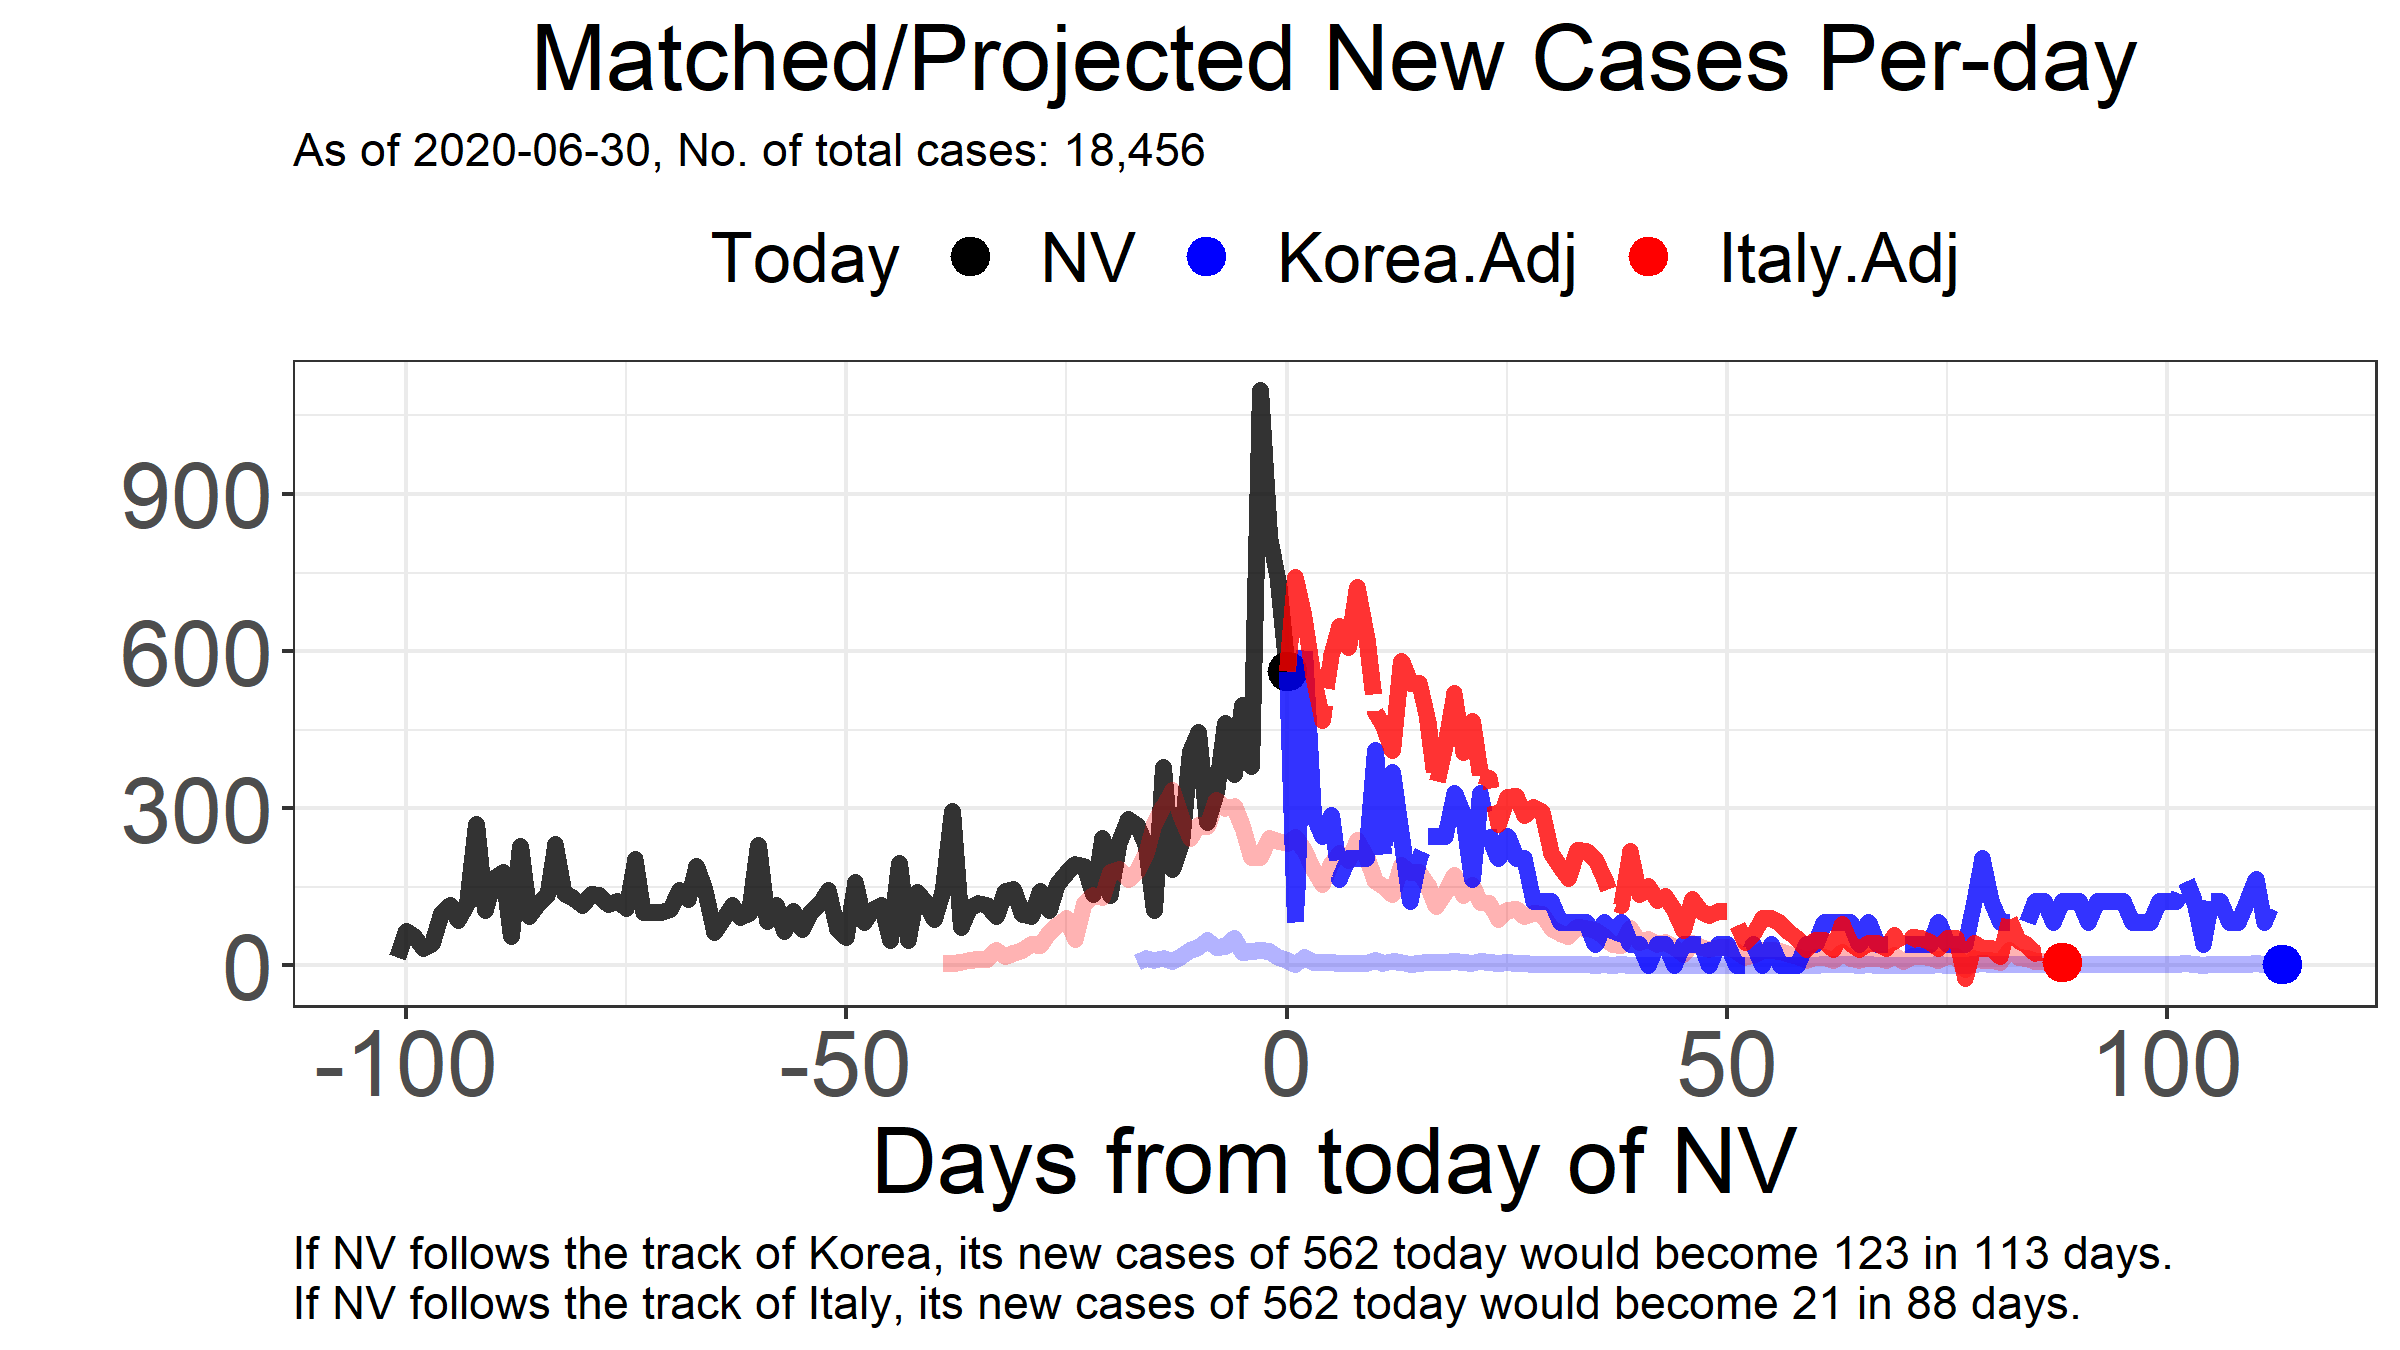 Matched/Projected New Cases Per-day
As of 2020-06-30, No. of total cases: 18,456
Today NV Korea.Adj Italy.Adj
900
600
300
0
-100 -50 0 50 100
Days from today of NV
If NV follows the track of Korea, its new cases of 562 today would become 123 in 113 days.
If NV follows the track of Italy, its new cases of 562 today would become 21 in 88 days.